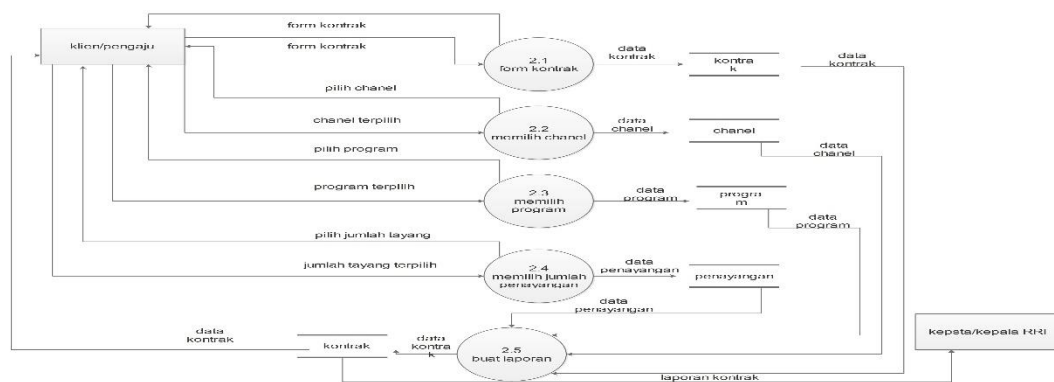 form kontrak
klien/pengaju
form kontrak
2.1
form kontrak
data
kontrak
kontra
k
data
kontrak
pilih chanel
chanel terpilih
2.2
memilih chanel
data
chanel
chanel
data
chanel
pilih program
program terpilih
2.3
memilih
program
data
program
progra
m
data
program
pilih jumlah tayang
jumlah tayang terpilih
2.4
memilih jumlah
penayangan
data
penayangan
penayangan
data
penayangan
data
kontrak
kontrak
data
kontra
k
2.5
buat laporan
kepsta/kepala RRI
laporan kontrak